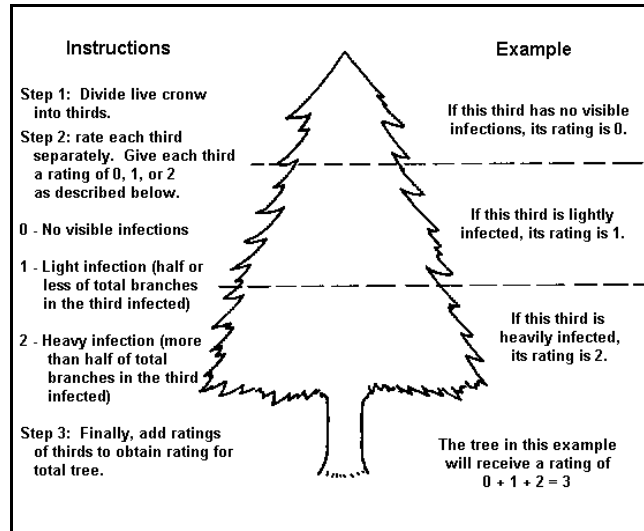 Instructions
Step 1: Divide live cronw
into thirds.
Step 2: rate each third
separately. Give each third
a rating of 0, 1, or 2
as described below.
0 - No visible infections
1 - Light infection (half or
less of total branches
in the third infected)
2 - Heavy infection (more
than half of total
branches in the third
infected)
Step 3: Finally, add ratings
of thirds to obtain rating for
total tree.
Example
If this third has no visible
infections, its rating is 0.
If this third is lightly
infected, its rating is 1.
If this third is
heavily infected,
its rating is 2.
The tree in this example
will receive a rating of
0 + 1 + 2 = 3